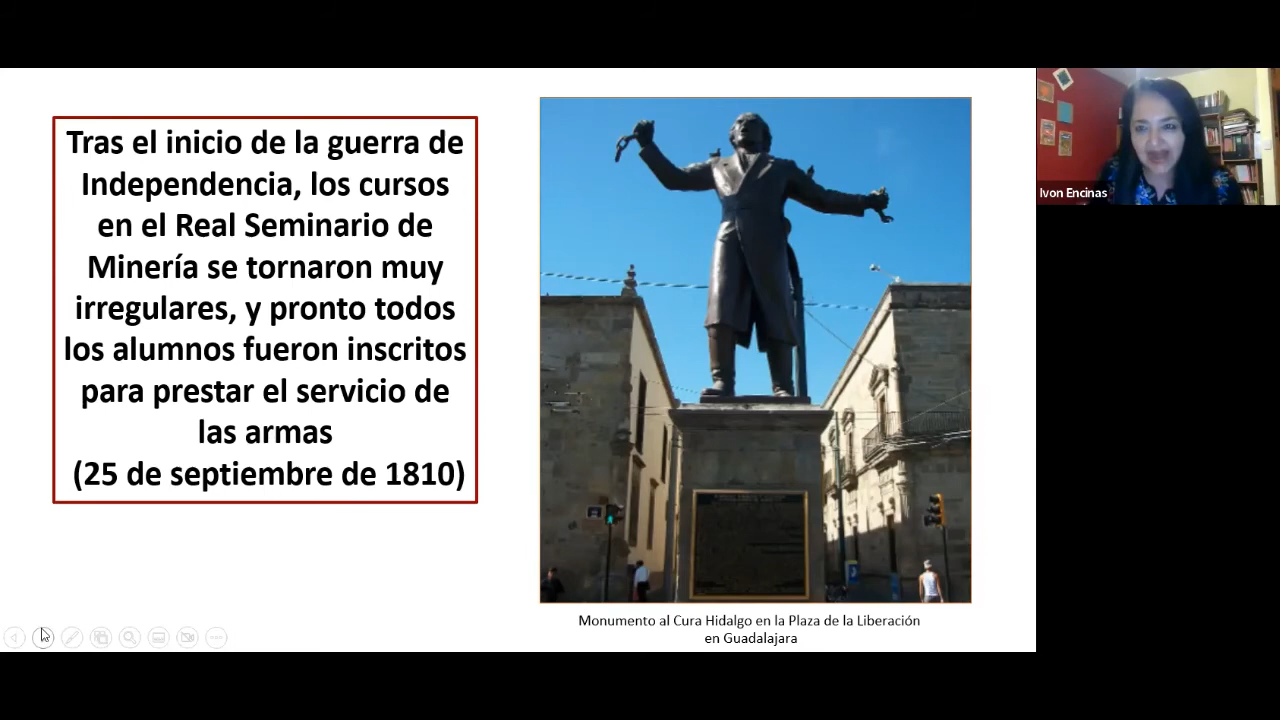 Tras el inicio de la guerra de
Independencia, los cursos
en el Real Seminario de
Minería se tornaron muy
irregulares, y pronto todos
los alumnos fueron inscritos
para prestar el servicio de
las armas
(25 de septiembre de 1810)
Monumento al Cura Hidalgo en la Plaza de la Liberación
en Guadalajara
Ivon Encinas